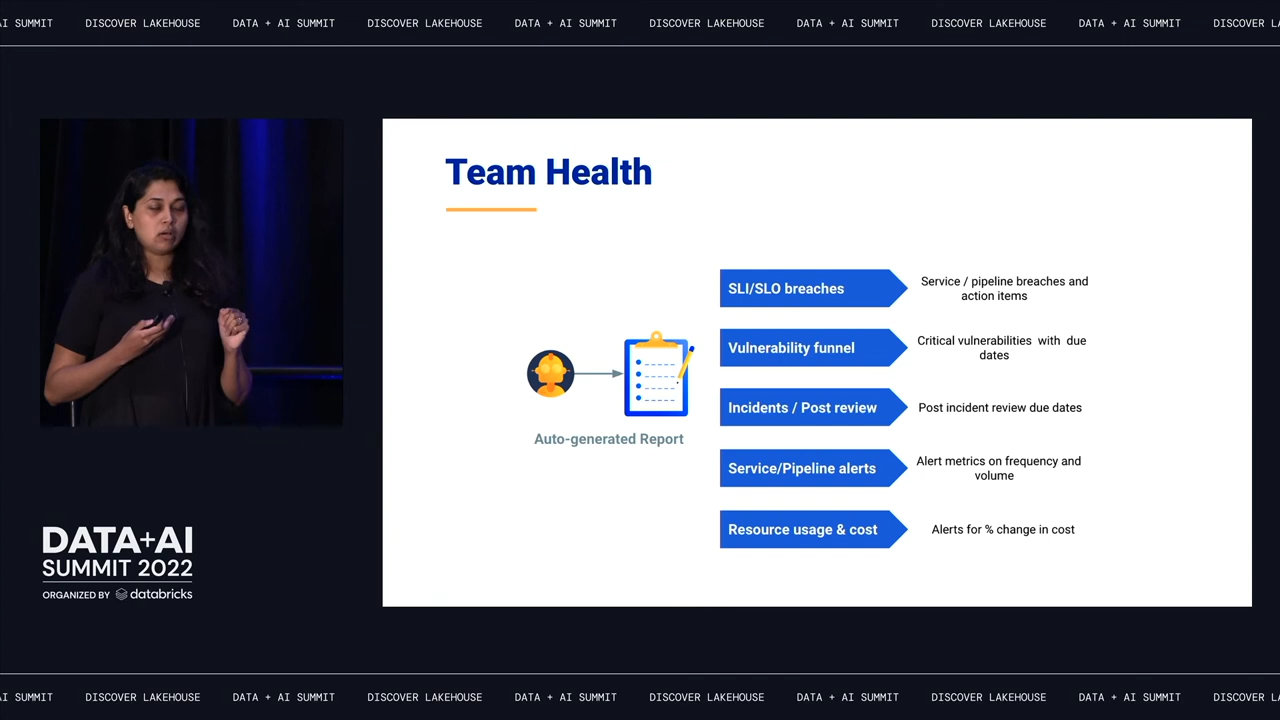 AI SUMMIT DISCOVER LAKEHOUSE DATA + AI SUMMIT DISCOVER LAKEHOUSE DATA + AI SUMMIT DISCOVER LAKEHOUSE DATA + AI SUMMIT DISCOVER LAKEHOUSE DATA + AI SUMMIT DISCOVER
Team Health
SLI/SLO breaches
Service / pipeline breaches and
action items
Vulnerability funnel
Critical vulnerabilities with due
dates
Incidents / Post review
Post incident review due dates
Auto-generated Report
Service/Pipeline alerts
Alert metrics on frequency and
volume
Resource usage & cost
Alerts for % change in cost
DATA+AI
SUMMIT 2022
ORGANIZED BY databricks
AI SUMMIT DISCOVER LAKEHOUSE DATA + AI SUMMIT DISCOVER LAKEHOUSE DATA + AI SUMMIT DISCOVER LAKEHOUSE DATA + AI SUMMIT DISCOVER LAKEHOUSE DATA + AI SUMMIT DISCOVER